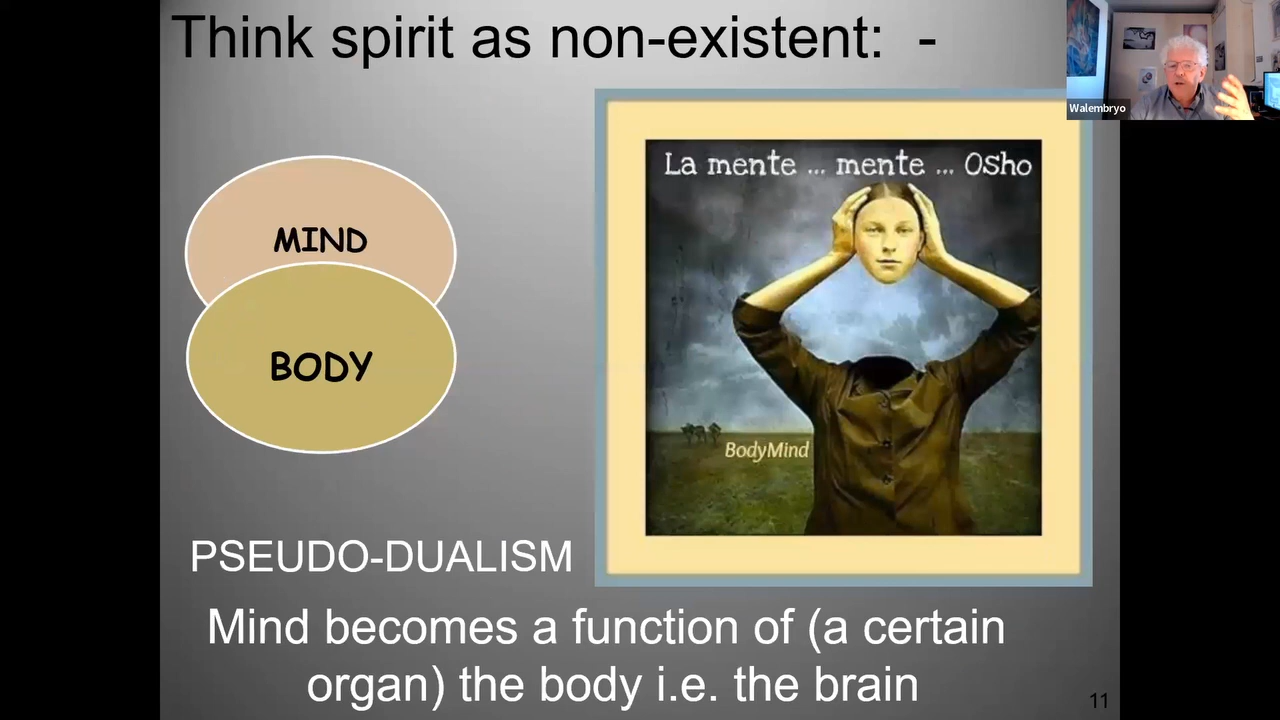 Think spirit as non-existent:  -
Walembryo
La mente ... mente ... Osho
MIND
BODY
BodyMind
PSEUDO-DUALISM
Mind becomes a function of (a certain
organ) the body i.e. the brain
11